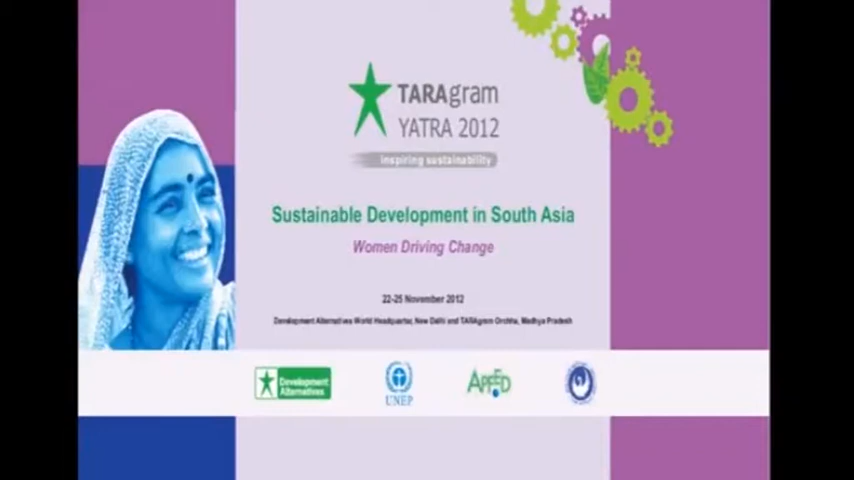 TARAgram
YATRA 2012
inspiring sustainability
Sustainable Development in South Asia
Women Driving Change
22-25 November 2012
Development Alternatives World Headquarter, New Delhi and TARAgram Orchha, Madhya Pradesh
Development
Alternatives
UNEP
APFED